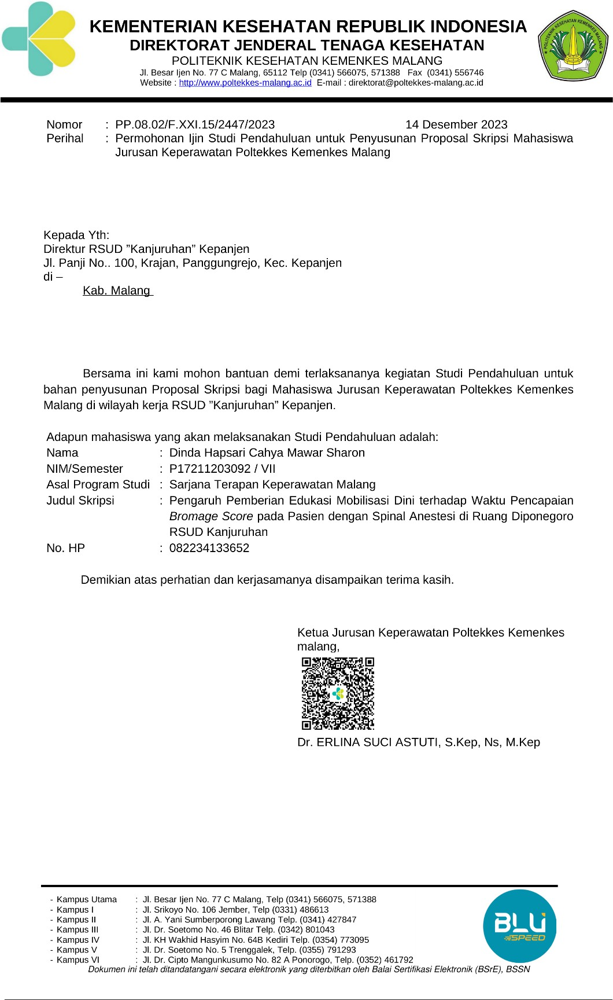 KEMENTERIAN KESEHATAN REPUBLIK INDONESIA
DIREKTORAT JENDERAL TENAGA KESEHATAN
POLITEKNIK KESEHATAN KEMENKES MALANG
Jl. Besar Ijen No. 77 C Malang, 65112 Telp (0341) 566075, 571388 Fax (0341) 556746
Website : http://www.poltekkes-malang.ac.id E-mail : direktorat@poltekkes-malang.ac.id
POLITEKNIK KESEHATAN KEMENKES MALANG
Nomor : PP.08.02/F.XXI.15/2447/2023 14 Desember 2023
Perihal : Permohonan Ijin Studi Pendahuluan untuk Penyusunan Proposal Skripsi Mahasiswa
Jurusan Keperawatan Poltekkes Kemenkes Malang
Kepada Yth:
Direktur RSUD ”Kanjuruhan” Kepanjen
Jl. Panji No.. 100, Krajan, Panggungrejo, Kec. Kepanjen
di –
Kab. Malang
Bersama ini kami mohon bantuan demi terlaksananya kegiatan Studi Pendahuluan untuk
bahan penyusunan Proposal Skripsi bagi Mahasiswa Jurusan Keperawatan Poltekkes Kemenkes
Malang di wilayah kerja RSUD ”Kanjuruhan” Kepanjen.
Adapun mahasiswa yang akan melaksanakan Studi Pendahuluan adalah:
Nama : Dinda Hapsari Cahya Mawar Sharon
NIM/Semester : P17211203092 / VII
Asal Program Studi : Sarjana Terapan Keperawatan Malang
Judul Skripsi : Pengaruh Pemberian Edukasi Mobilisasi Dini terhadap Waktu Pencapaian
Bromage Score pada Pasien dengan Spinal Anestesi di Ruang Diponegoro
RSUD Kanjuruhan
No. HP : 082234133652
Demikian atas perhatian dan kerjasamanya disampaikan terima kasih.
Ketua Jurusan Keperawatan Poltekkes Kemenkes
malang,
Dr. ERLINA SUCI ASTUTI, S.Kep, Ns, M.Kep
- Kampus Utama : Jl. Besar Ijen No. 77 C Malang, Telp (0341) 566075, 571388
- Kampus I : Jl. Srikoyo No. 106 Jember, Telp (0331) 486613
- Kampus II : Jl. A. Yani Sumberporong Lawang Telp. (0341) 427847
- Kampus III : Jl. Dr. Soetomo No. 46 Blitar Telp. (0342) 801043
- Kampus IV : Jl. KH Wakhid Hasyim No. 64B Kediri Telp. (0354) 773095
- Kampus V : Jl. Dr. Soetomo No. 5 Trenggalek, Telp. (0355) 791293
- Kampus VI : Jl. Dr. Cipto Mangunkusumo No. 82 A Ponorogo, Telp. (0352) 461792
BLU
SPEED
Dokumen ini telah ditandatangani secara elektronik yang diterbitkan oleh Balai Sertifikasi Elektronik (BSrE), BSSN